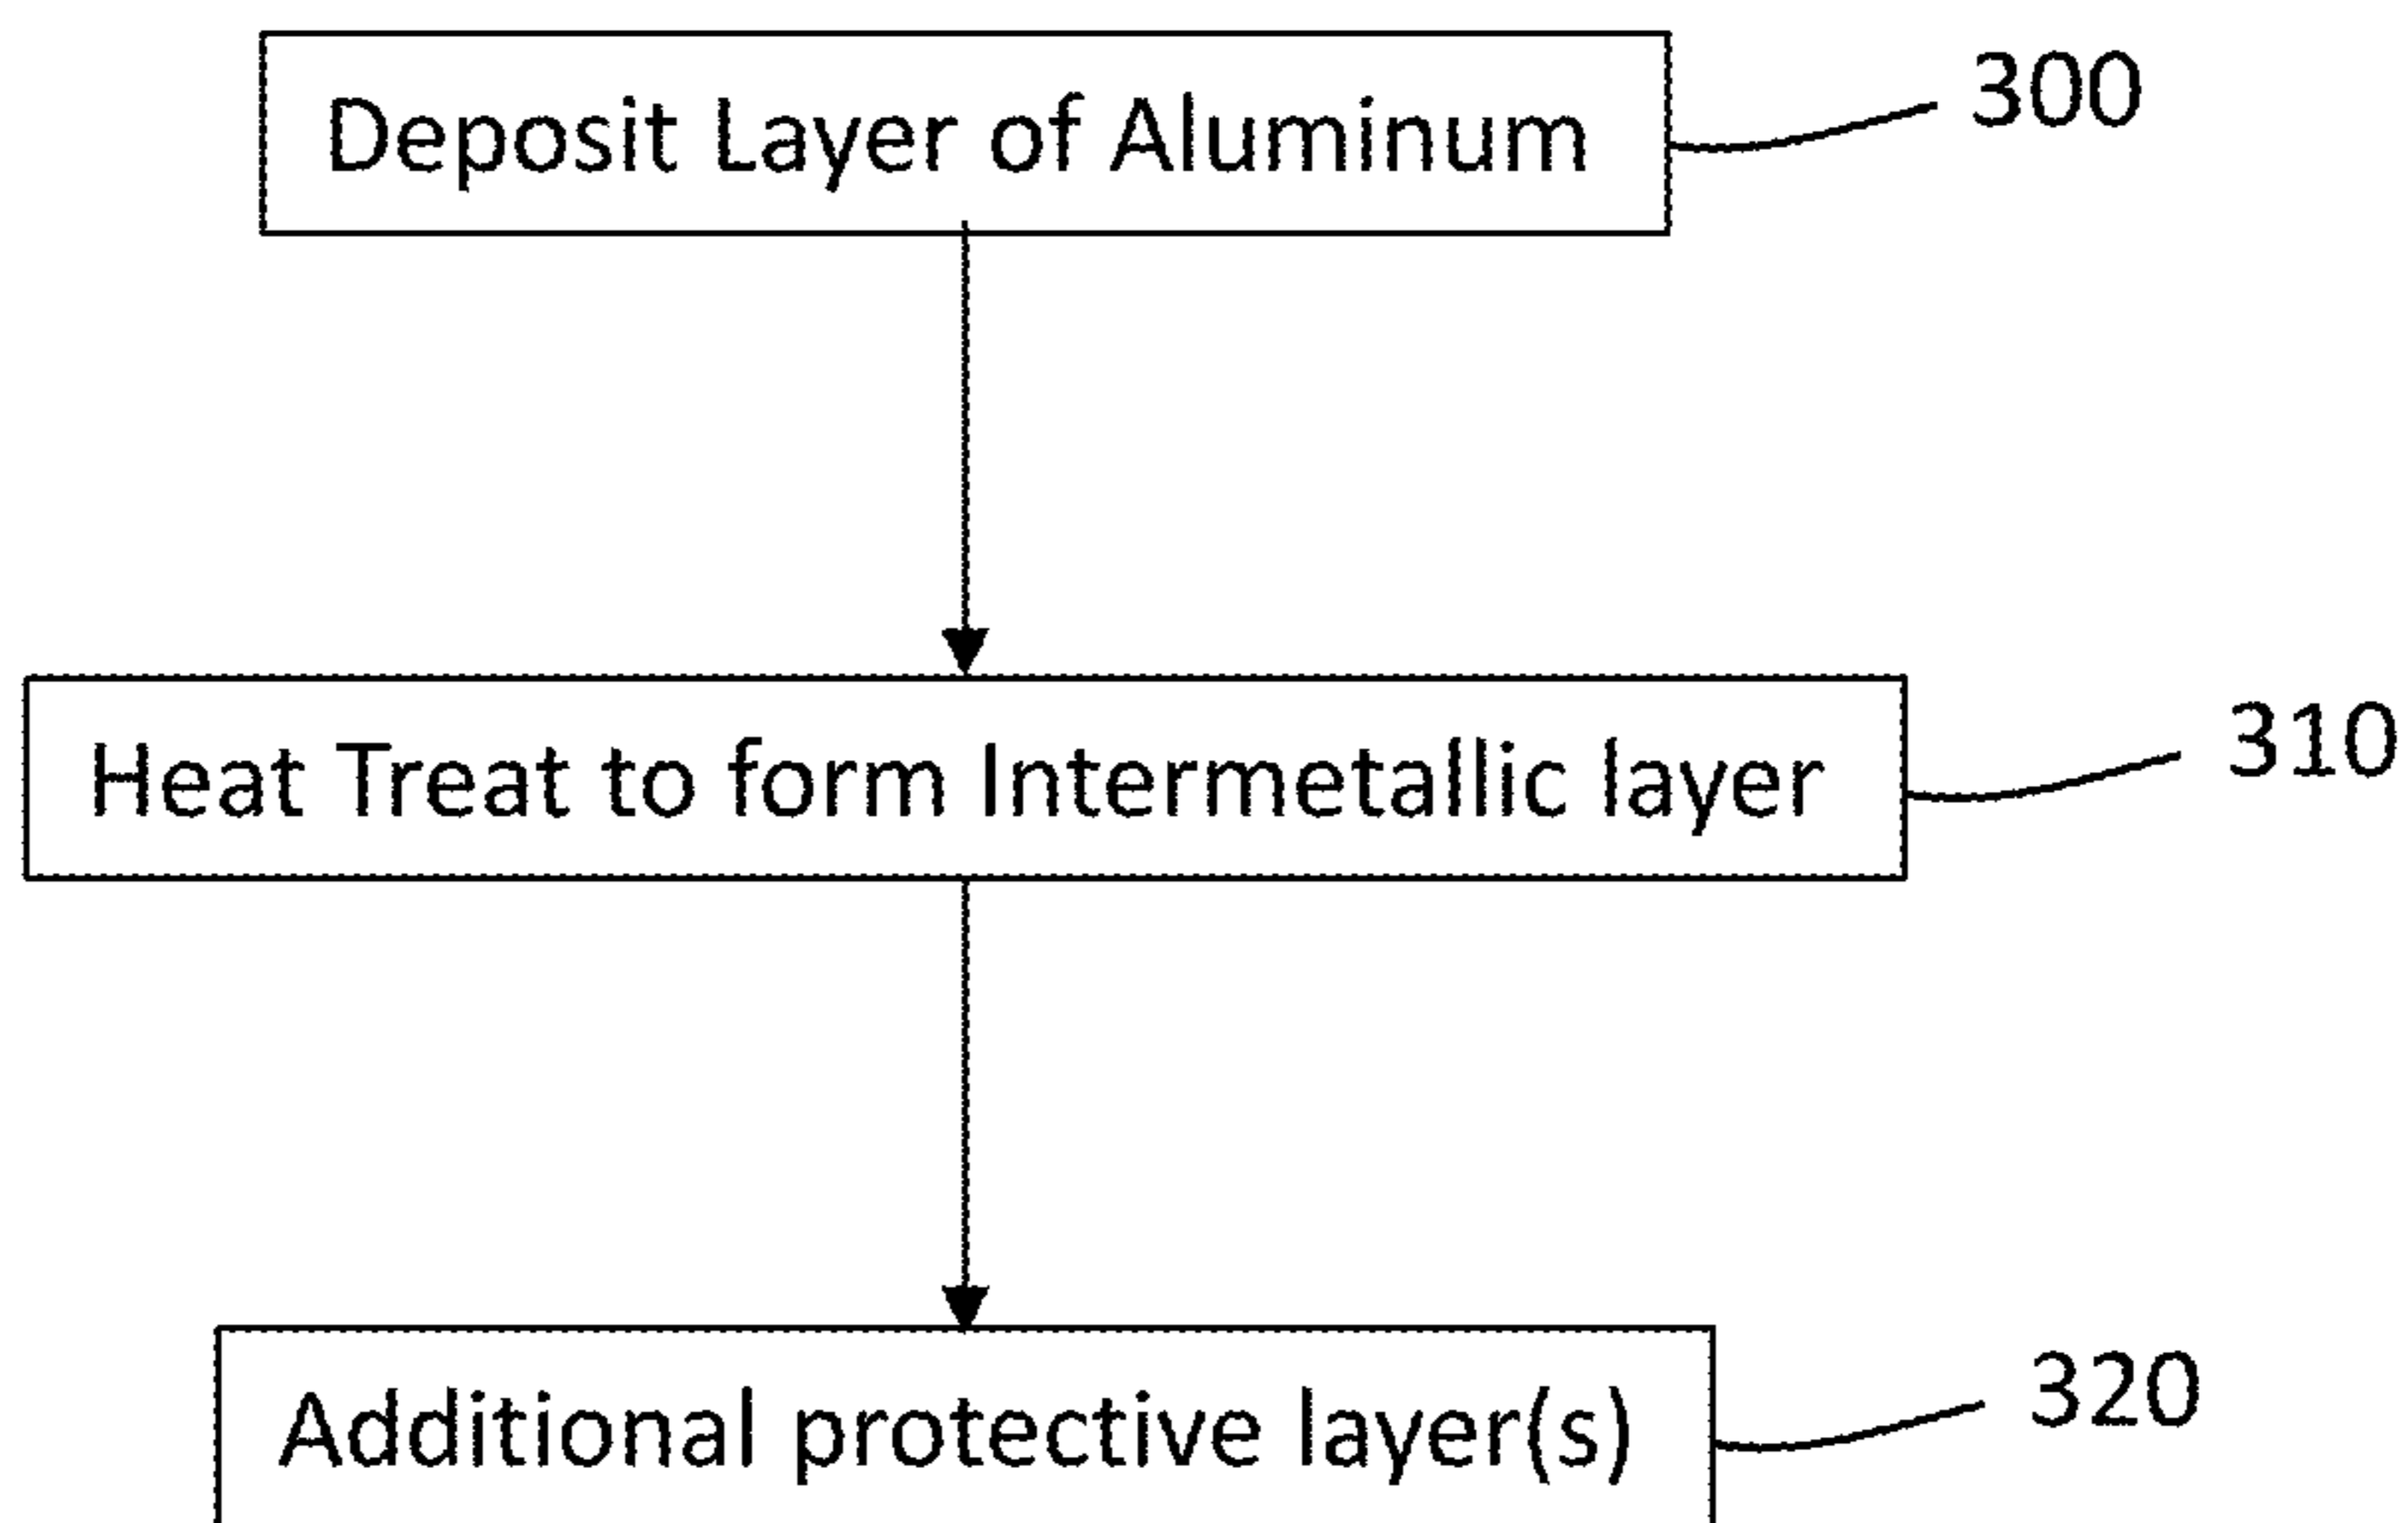 Deposit Layer of Aluminum
300
Heat Treat to form Intermetallic layer
310
Additional protective layer(s)
320